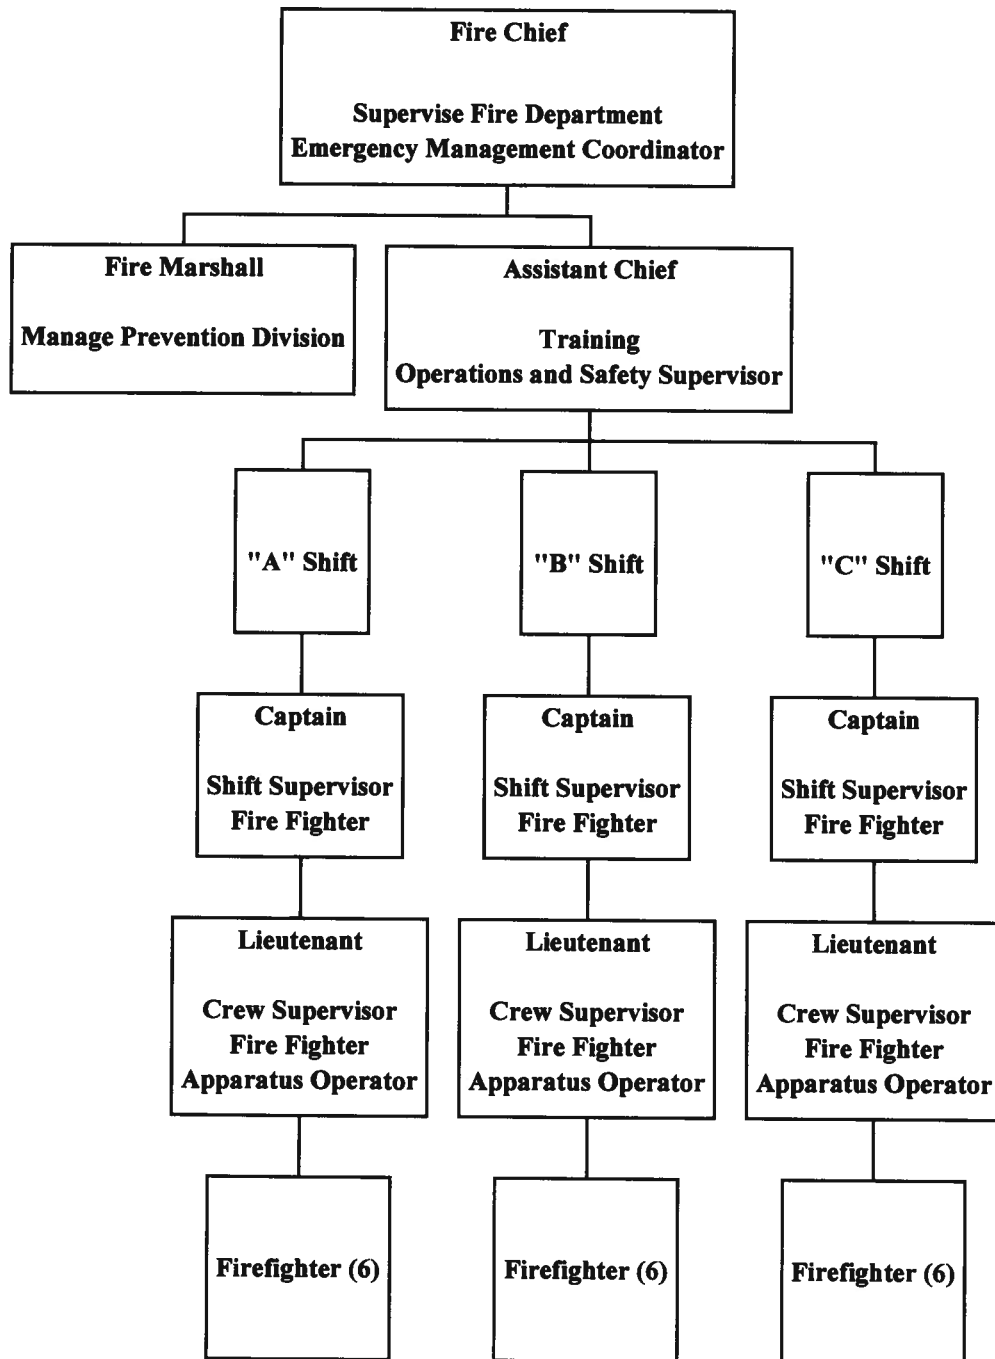 Fire Chief
Supervise Fire Department
Emergency Management Coordinator
Fire Marshall
Manage Prevention Division
Assistant Chief
Training
Operations and Safety Supervisor
"A" Shift
"B" Shift
"C" Shift
Captain
Shift Supervisor
Fire Fighter
Captain
Shift Supervisor
Fire Fighter
Captain
Shift Supervisor
Fire Fighter
Lieutenant
Crew Supervisor
Fire Fighter
Apparatus Operator
Lieutenant
Crew Supervisor
Fire Fighter
Apparatus Operator
Lieutenant
Crew Supervisor
Fire Fighter
Apparatus Operator
Firefighter (6)
Firefighter (6)
Firefighter (6)